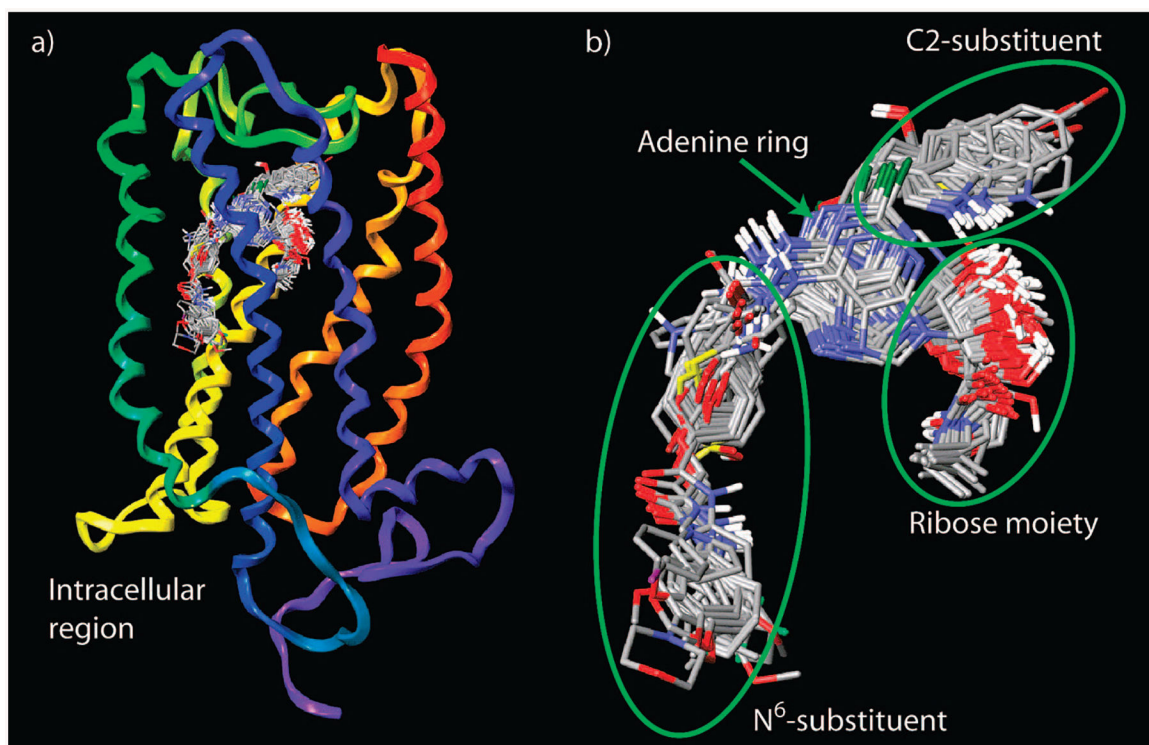 a)
Intracellular
region
b)
C2-substituent
Adenine ring
Ribose moiety
N⁶-substituent